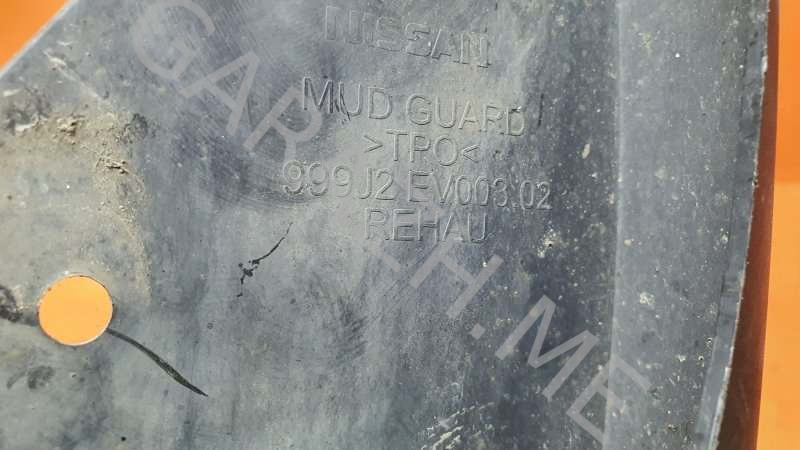 NISSAN
MUD GUARD
>TPO<
999J2 EV003.02
REHAU